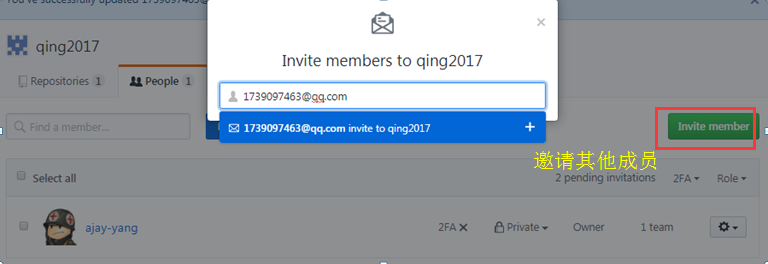 You've successfully updated 1739097463@
Invite members to qing2017
1739097463@qq.com
1739097463@qq.com invite to qing2017
qing2017
Repositories 1
People 1
Find a member...
Invite member
邀请其他成员
Select all
2 pending invitations
2FA
Role
ajay-yang
2FA
Private
Owner
1 team